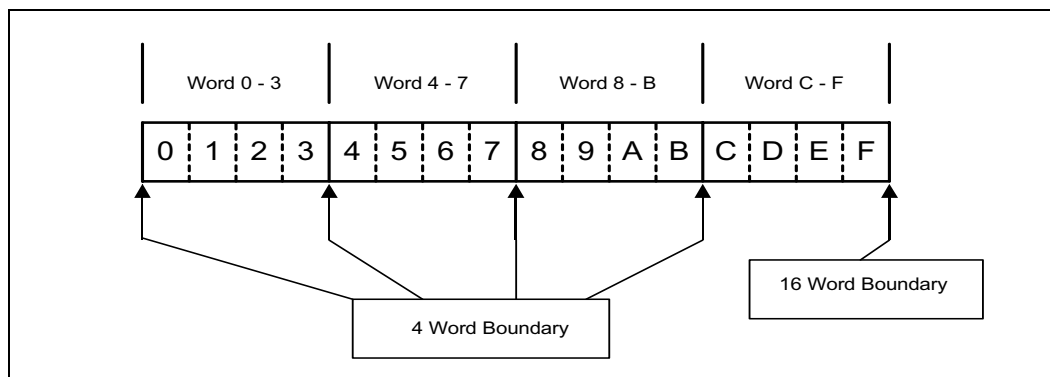 Word 0 - 3 Word 4 - 7 Word 8 - B Word C - F
0 1 2 3 4 5 6 7 8 9 A B C D E F
16 Word Boundary
4 Word Boundary